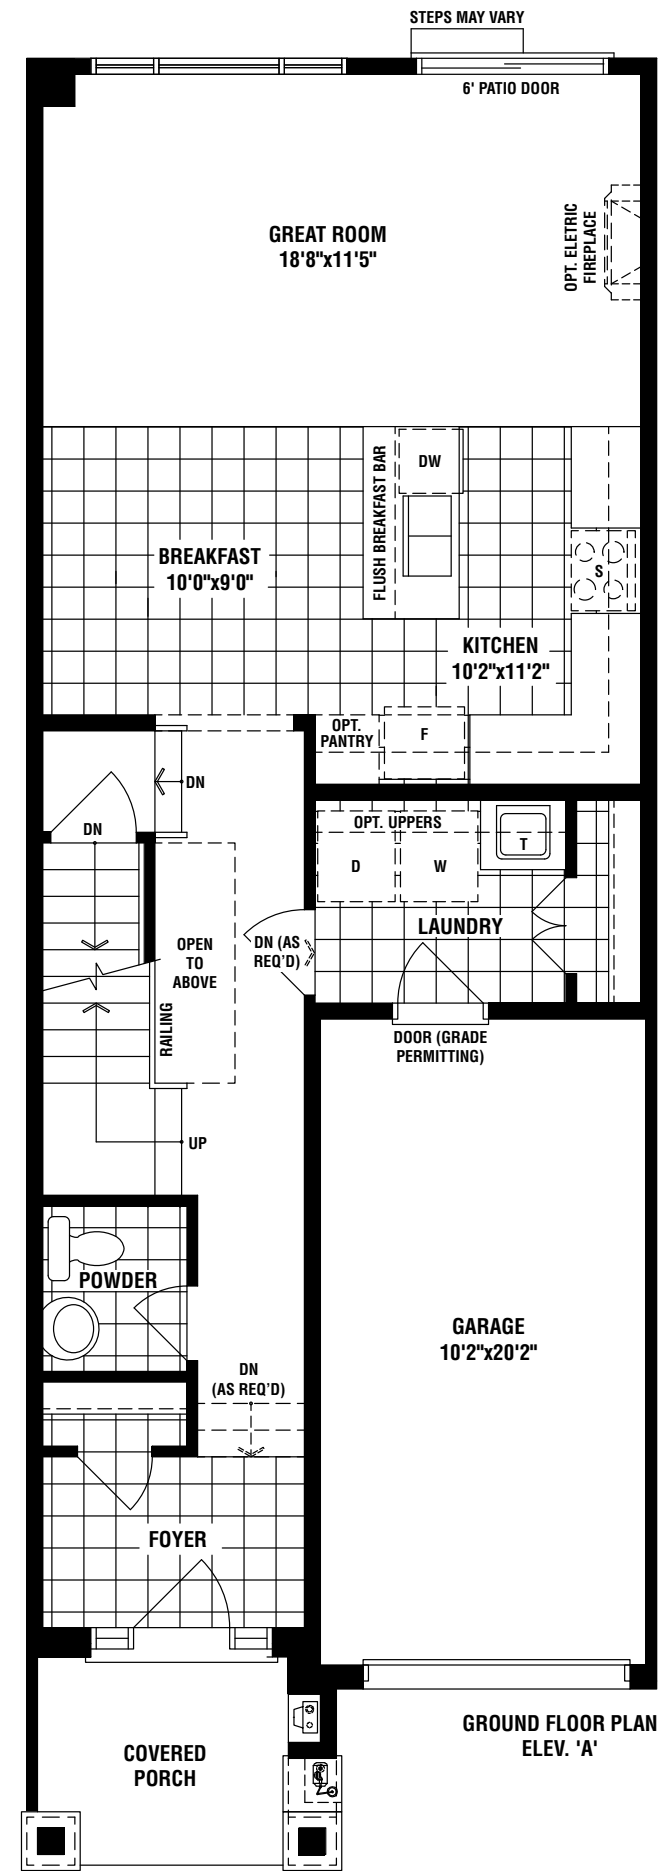 STEPS MAY VARY
6' PATIO DOOR
GREAT ROOM
18'8"x11'5"
OPT. ELETRIC
FIREPLACE
DW
FLUSH BREAKFAST BAR
BREAKFAST
10'0"x9'0"
S
KITCHEN
10'2"x11'2"
OPT.
PANTRY
F
DN
DN
OPT. UPPERS
D
W
T
LAUNDRY
OPEN
TO
ABOVE
DN (AS
REQ'D)
RAILING
DOOR (GRADE
PERMITTING)
UP
POWDER
GARAGE
10'2"x20'2"
DN
(AS REQ'D)
FOYER
GROUND FLOOR PLAN
ELEV. 'A'
COVERED
PORCH